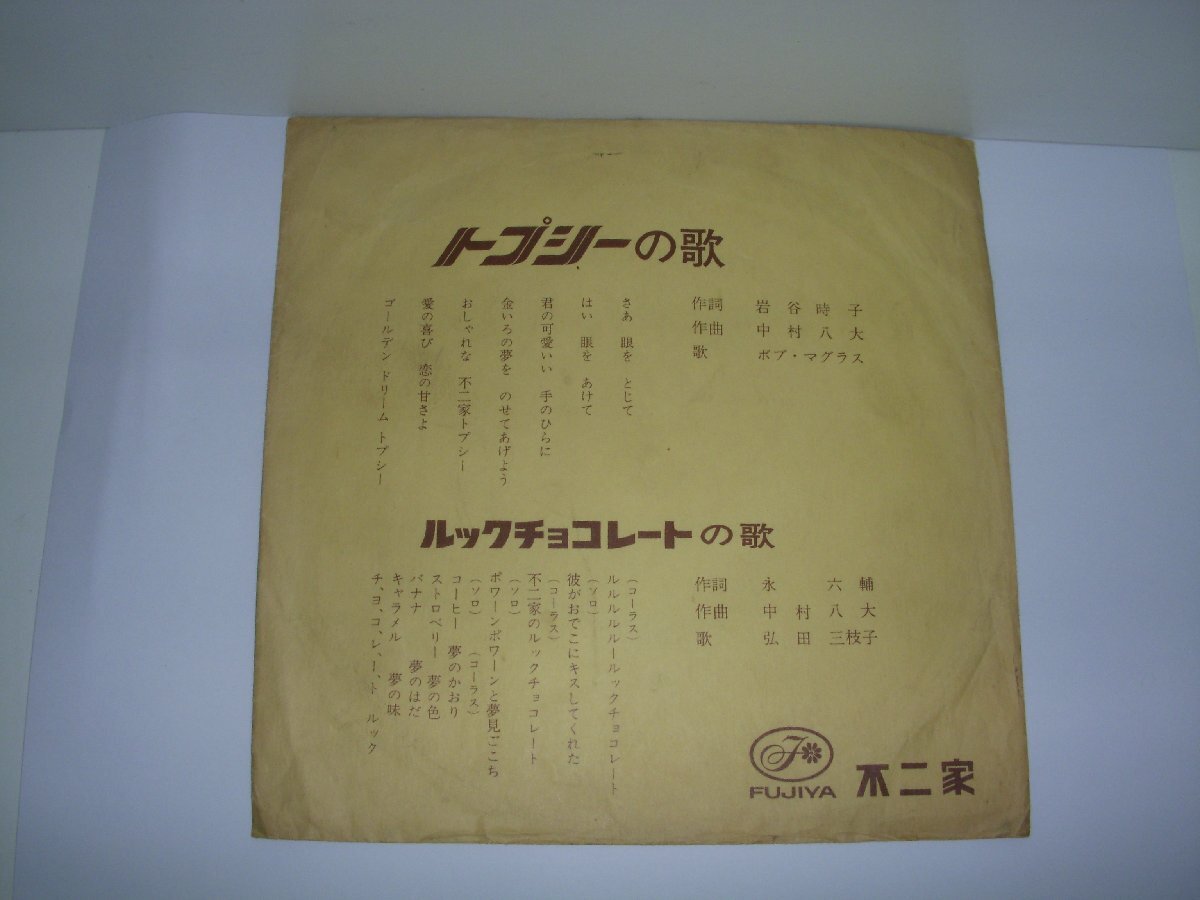 トプシーの歌
作詞 岩谷時子
作曲 中村八大
歌 ボブ・マグラス
さあ 眼を とじて
はい 眼を あけて
君の可愛いい 手のひらに
金いろの夢を のせてあげよう
おしゃれな 不二家トプシー
愛の喜び 恋の甘さよ
ゴールデン ドリーム トプシー
ルックチョコレートの歌
作詞 永六輔
作曲 中村八大
歌 弘田三枝子
(コーラス)
ルルルルルールックチョコレート
(ソロ)
彼がおでこにキスしてくれた
(コーラス)
不二家のルックチョコレート
(ソロ)
ポワーンポワーンと夢見ごこち
(ソロ) (コーラス)
コーヒー 夢のかおり
ストロベリー 夢の色
バナナ 夢のはだ
キャラメル 夢の味
チ、ョ、コ、レ、ー、ト ルック
FUJIYA 不二家